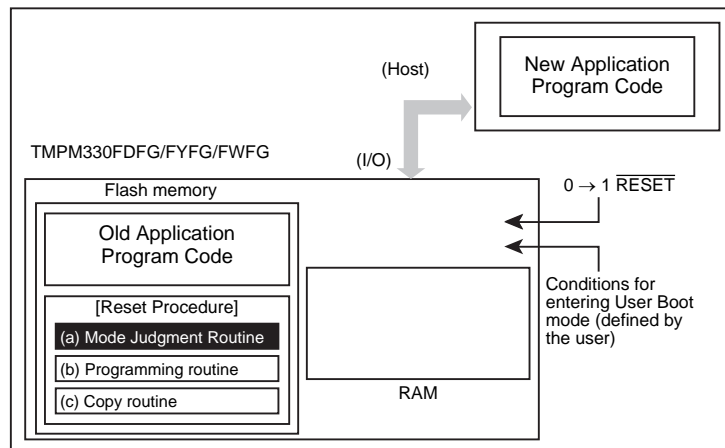 (Host)
New Application
Program Code
TMPM330FDFG/FYFG/FWFG
(I/O)
Flash memory
0 → 1 RESET
Old Application
Program Code
[Reset Procedure]
(a) Mode Judgment Routine
(b) Programming routine
(c) Copy routine
RAM
Conditions for
entering User Boot
mode (defined by
the user)